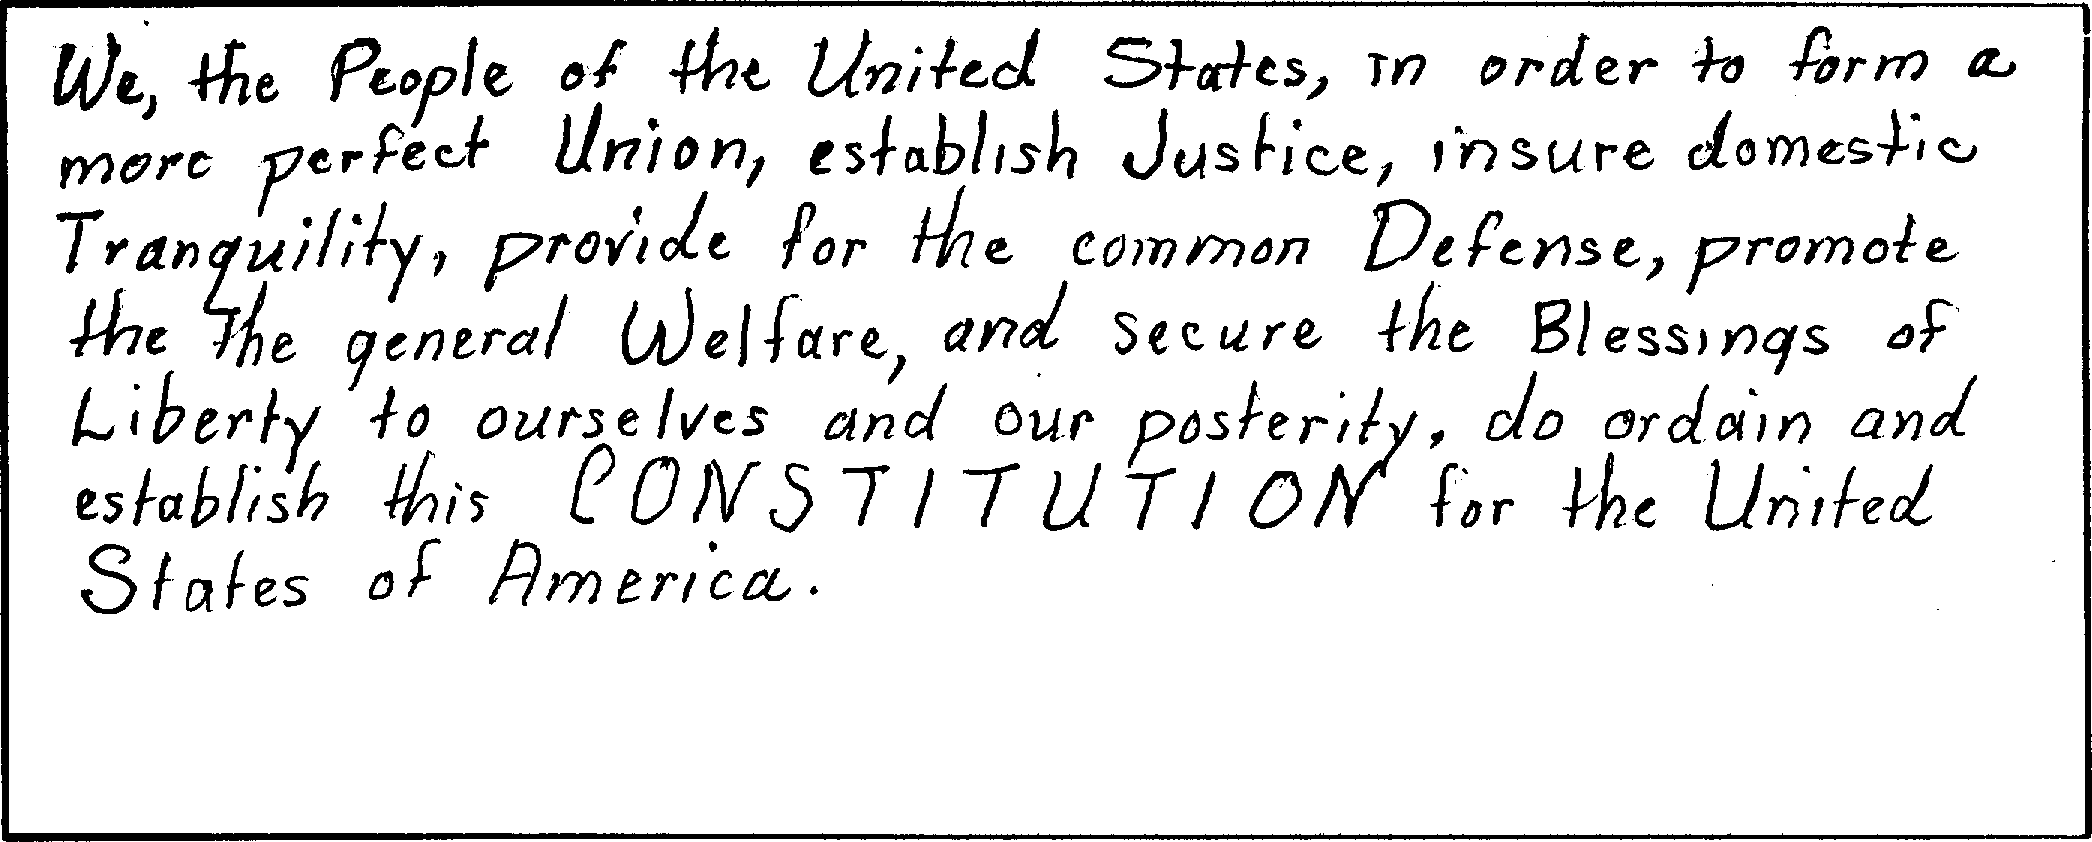 We, the People of the United States, in order to form a
more perfect Union, establish Justice, insure domestic
Tranquility, provide for the common Defense, promote
the the general Welfare, and secure the Blessings of
Liberty to ourselves and our posterity, do ordain and
establish this CONSTITUTION for the United
States of America.